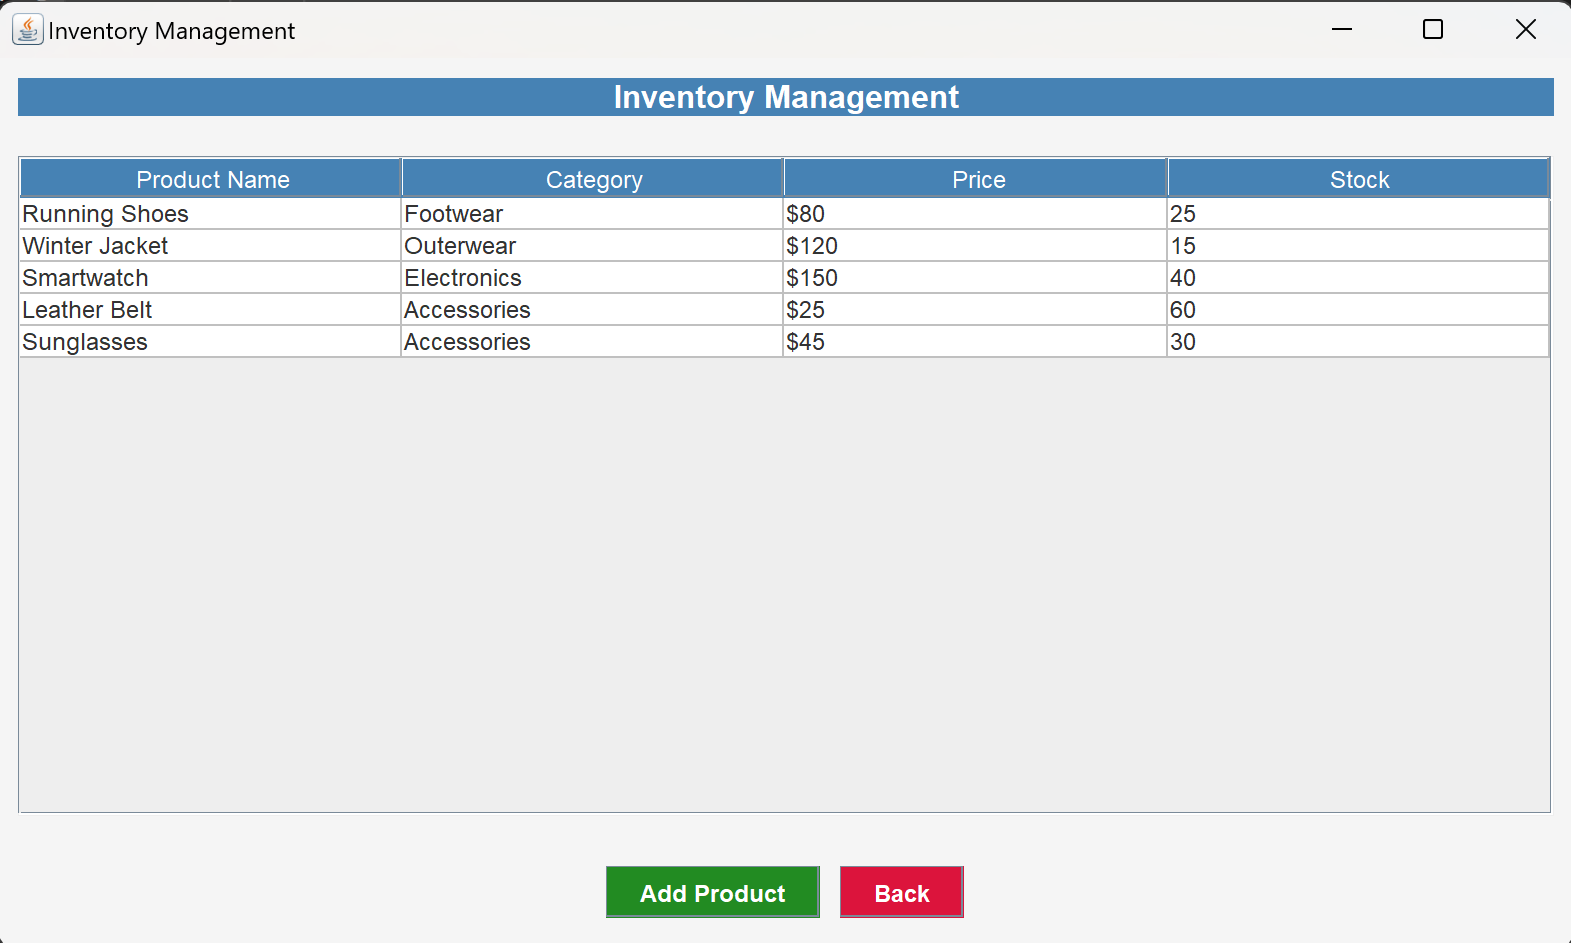 Inventory Management
Inventory Management
Product Name Category Price Stock
Running Shoes Footwear $80 25
Winter Jacket Outerwear $120 15
Smartwatch Electronics $150 40
Leather Belt Accessories $25 60
Sunglasses Accessories $45 30
Add Product Back